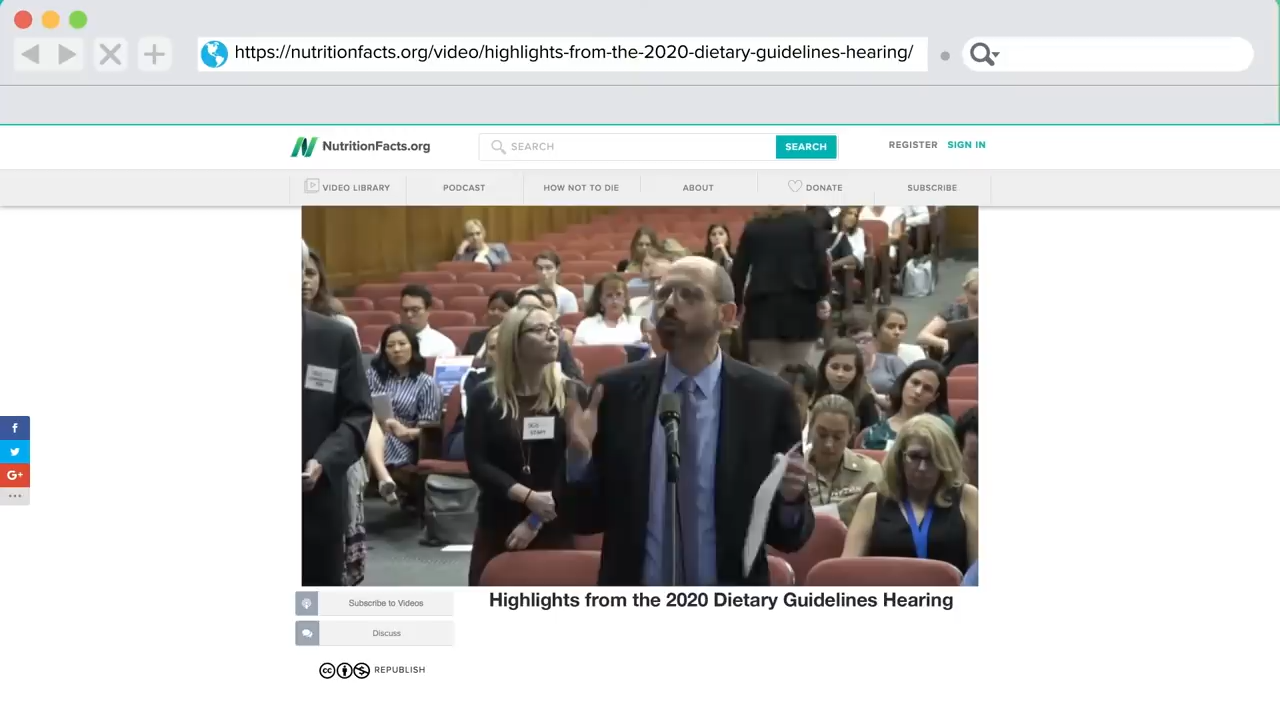 https://nutritionfacts.org/video/highlights-from-the-2020-dietary-guidelines-hearing/
NutritionFacts.org
SEARCH
SEARCH
REGISTER SIGN IN
VIDEO LIBRARY
PODCAST
HOW NOT TO DIE
ABOUT
DONATE
SUBSCRIBE
f
G+
Subscribe to Videos
Highlights from the 2020 Dietary Guidelines Hearing
Discuss
cc
REPUBLISH